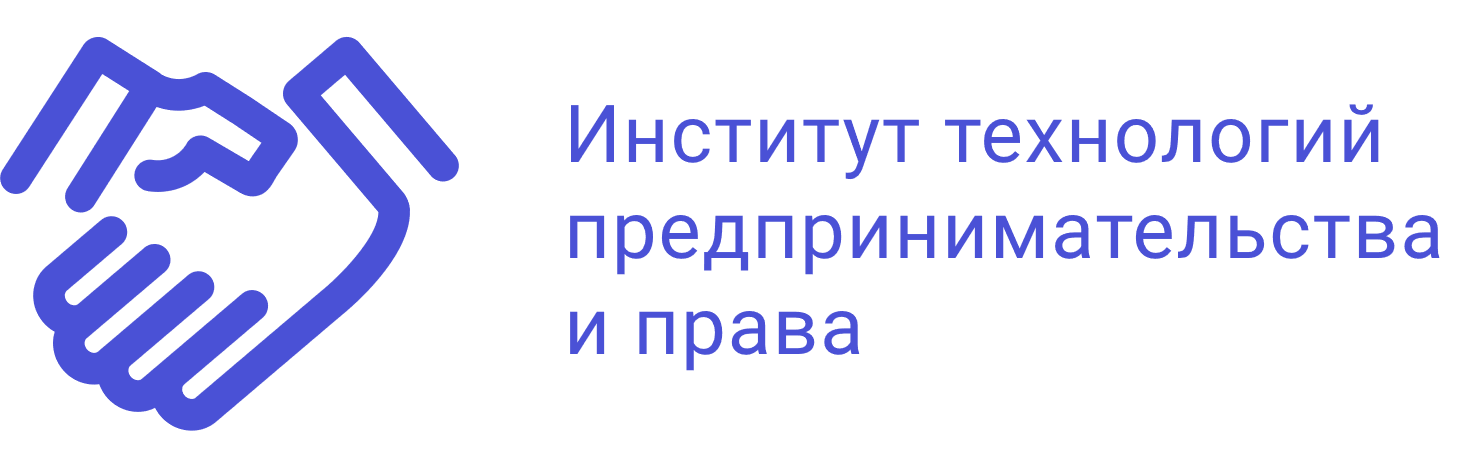 Институт технологий
предпринимательства
и права